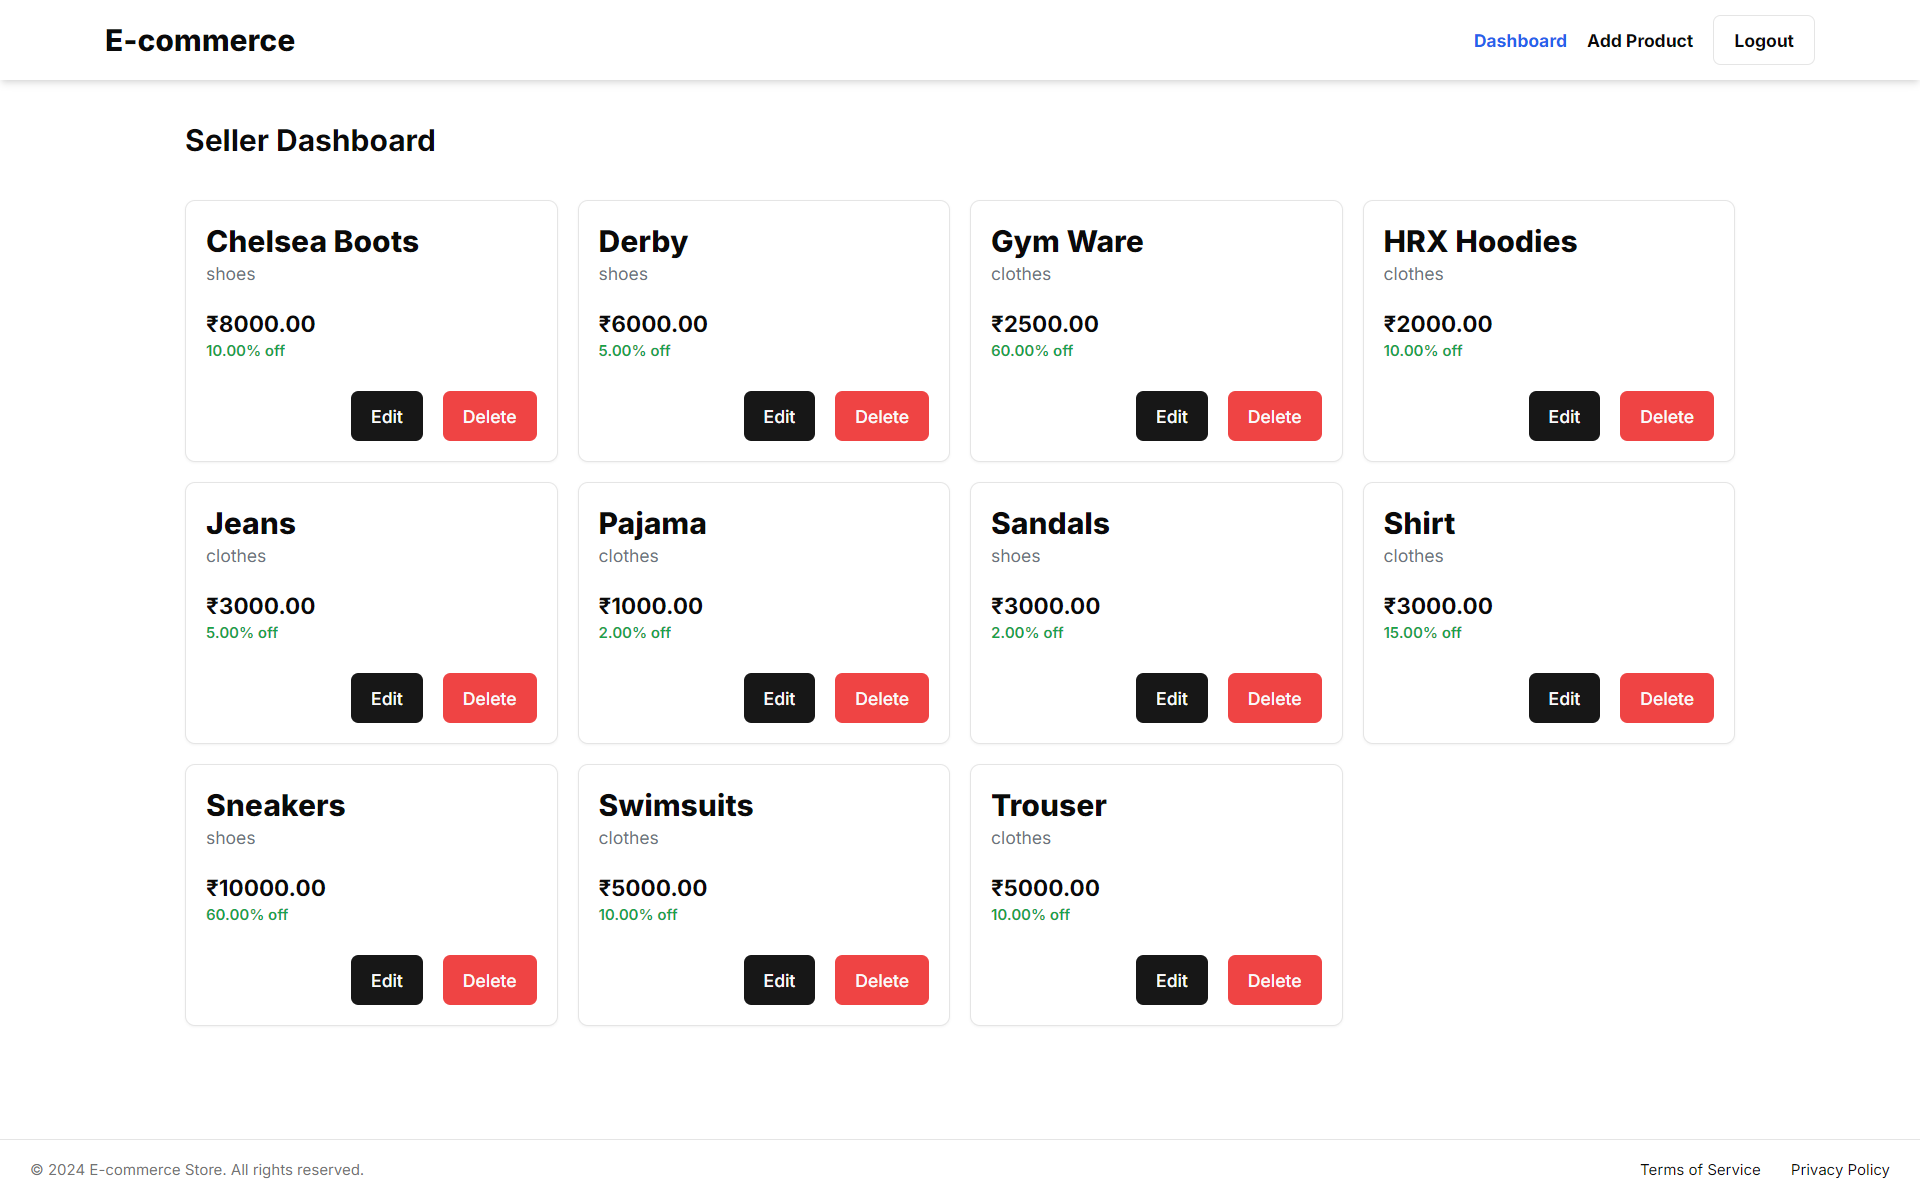 E-commerce
Dashboard Add Product Logout
Seller Dashboard
Chelsea Boots
shoes
₹8000.00
10.00% off
Edit Delete
Derby
shoes
₹6000.00
5.00% off
Edit Delete
Gym Ware
clothes
₹2500.00
60.00% off
Edit Delete
HRX Hoodies
clothes
₹2000.00
10.00% off
Edit Delete
Jeans
clothes
₹3000.00
5.00% off
Edit Delete
Pajama
clothes
₹1000.00
2.00% off
Edit Delete
Sandals
shoes
₹3000.00
2.00% off
Edit Delete
Shirt
clothes
₹3000.00
15.00% off
Edit Delete
Sneakers
shoes
₹10000.00
60.00% off
Edit Delete
Swimsuits
clothes
₹5000.00
10.00% off
Edit Delete
Trouser
clothes
₹5000.00
10.00% off
Edit Delete
© 2024 E-commerce Store. All rights reserved.
Terms of Service Privacy Policy